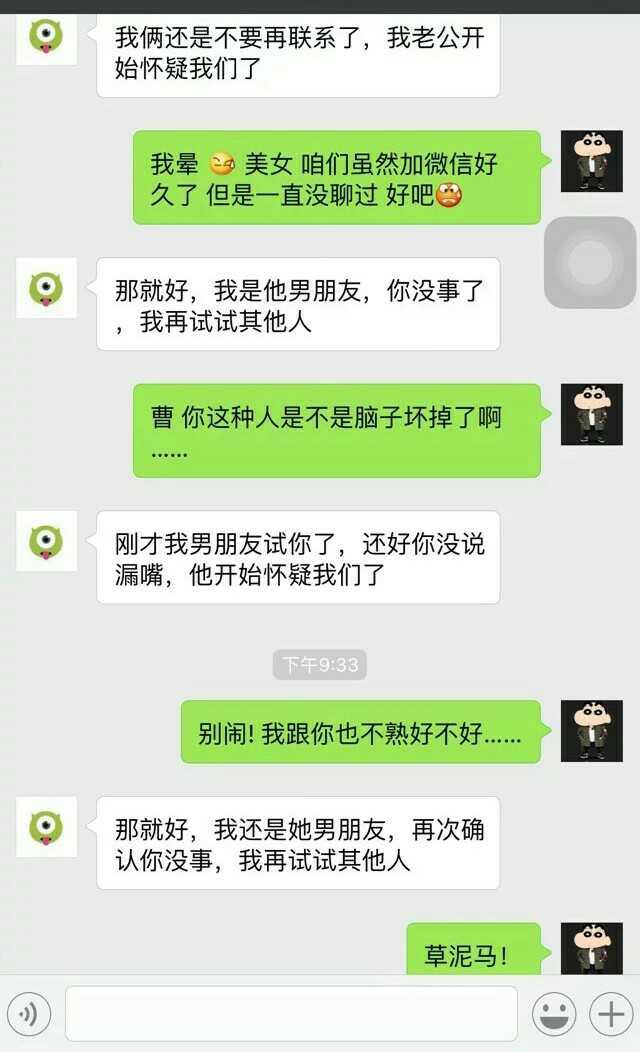 我俩还是不要再联系了，我老公开
始怀疑我们了
我晕 美女 咱们虽然加微信好
久了 但是一直没聊过 好吧
那就好，我是他男朋友，你没事了
，我再试试其他人
曹 你这种人是不是脑子坏掉了啊
……
刚才我男朋友试你了，还好你没说
漏嘴，他开始怀疑我们了
下午9:33
别闹! 我跟你也不熟好不好……
那就好，我还是她男朋友，再次确
认你没事，我再试试其他人
草泥马！